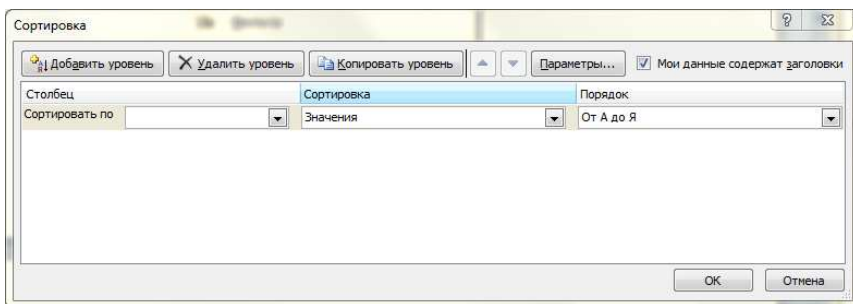 Сортировка
Добавить уровень Удалить уровень Копировать уровень Параметры... Мои данные содержат заголовки
Столбец Сортировка Порядок
Сортировать по Значения От А до Я
ОК Отмена